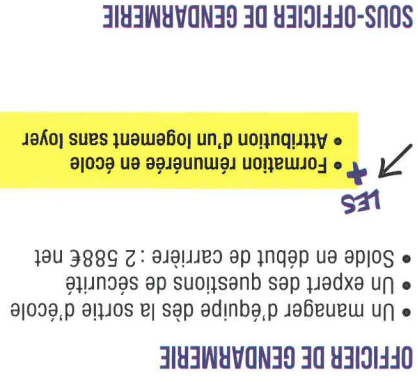 OFFICIER DE GENDARMERIE
• Un manager d'équipe dès la sortie d'école
• Un expert des questions de sécurité
• Solde en début de carrière : 2 588€ net
LES +
• Formation rémunérée en école
• Attribution d'un logement sans loyer
SOUS-OFFICIER DE GENDARMERIE